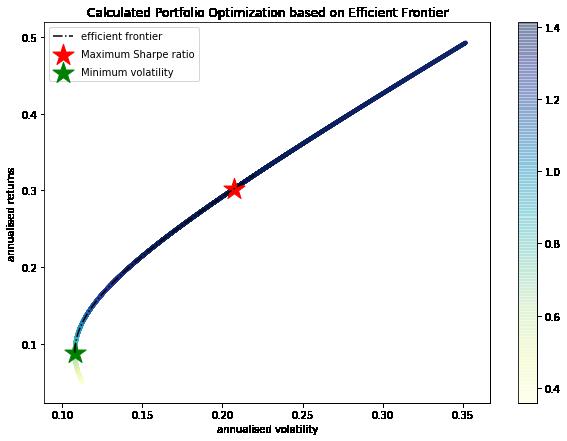 Calculated Portfolio Optimization based on Efficient Frontier
efficient frontier
Maximum Sharpe ratio
Minimum volatility
annualised returns
0.5
0.4
0.3
0.2
0.1
0.10 0.15 0.20 0.25 0.30 0.35
annualised volatility
1.4
1.2
1.0
0.8
0.6
0.4